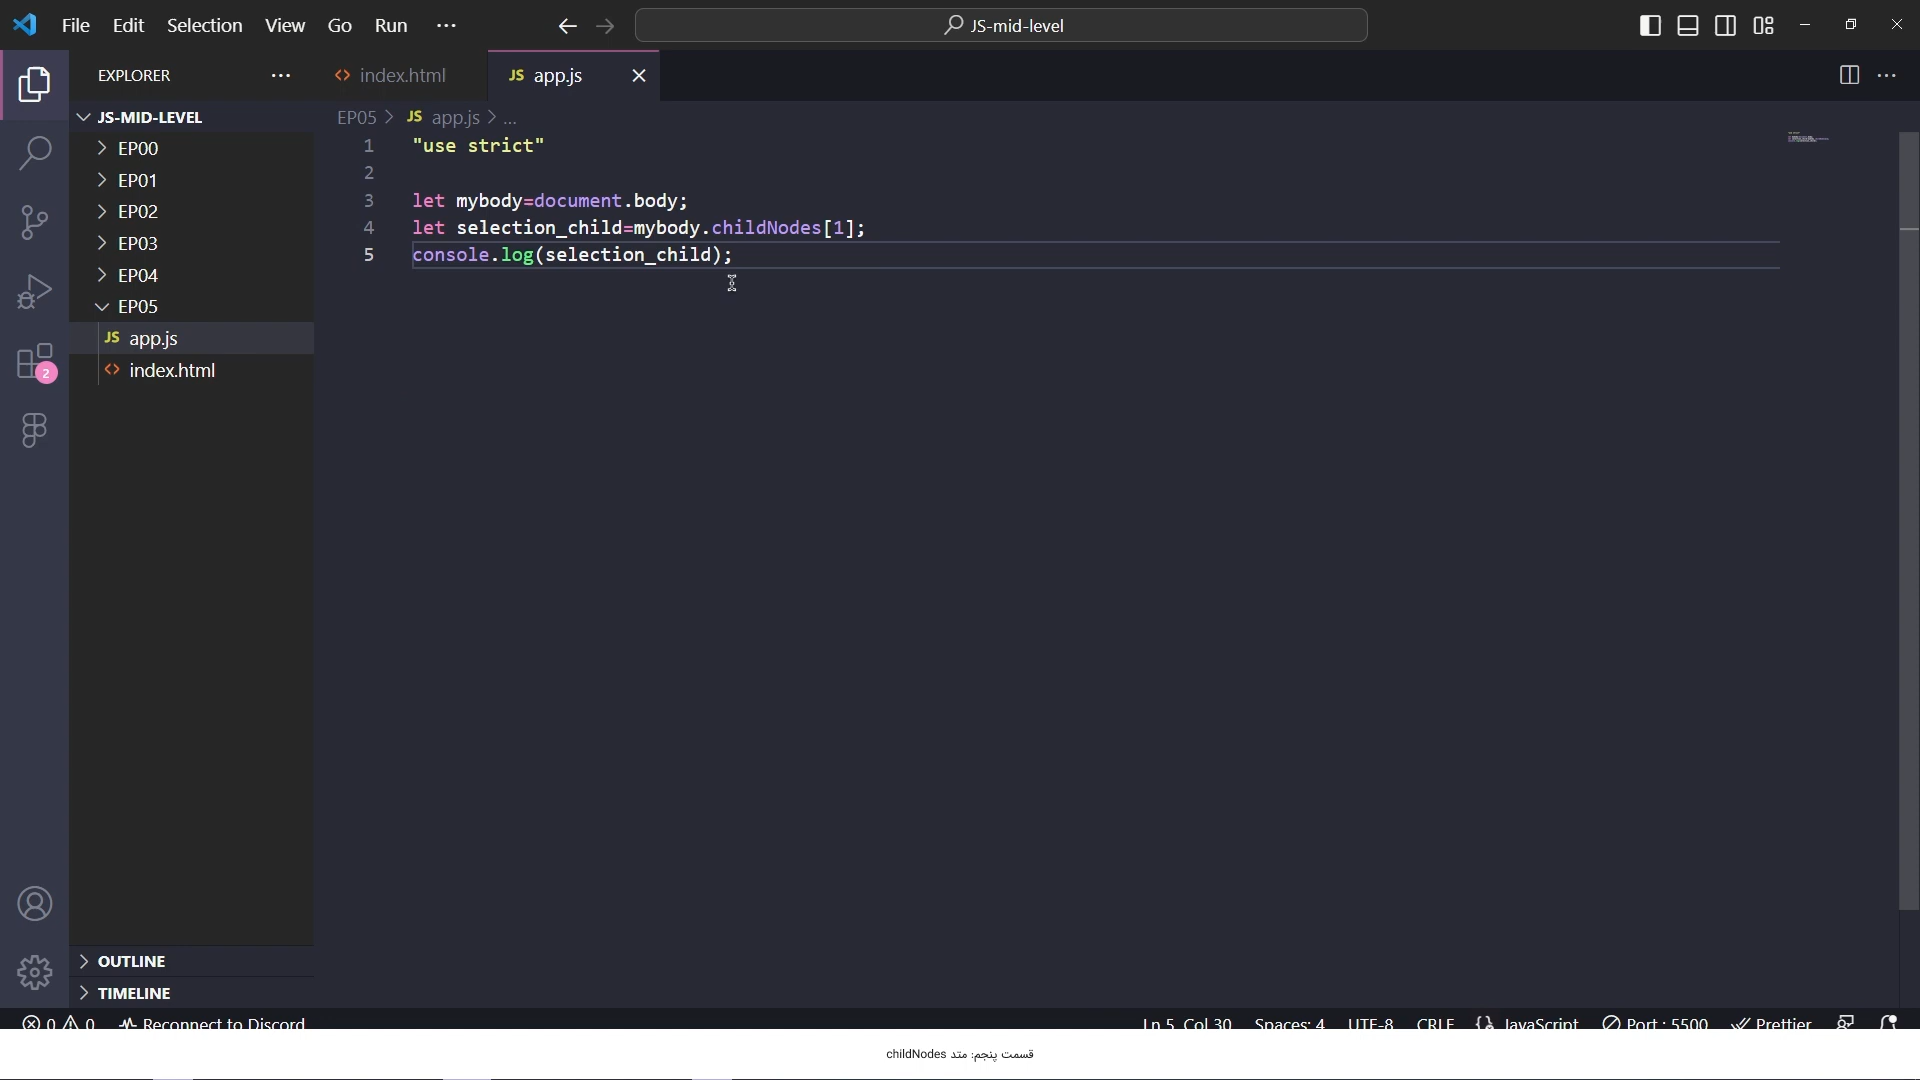 File Edit Selection View Go Run ... JS-mid-level
EXPLORER ... index.html JS app.js
JS-MID-LEVEL
EP00
EP01
EP02
EP03
EP04
EP05
JS app.js
index.html
2
EP05 > JS app.js > ...
1 "use strict"
2
3 let mybody=document.body;
4 let selection_child=mybody.childNodes[1];
5 console.log(selection_child);
OUTLINE
TIMELINE
0 0 Reconnect to Discord Ln 5, Col 30 Spaces: 4 UTF-8 CRLF {} JavaScript Port : 5500 Prettier
قسمت پنجم: متد childNodes